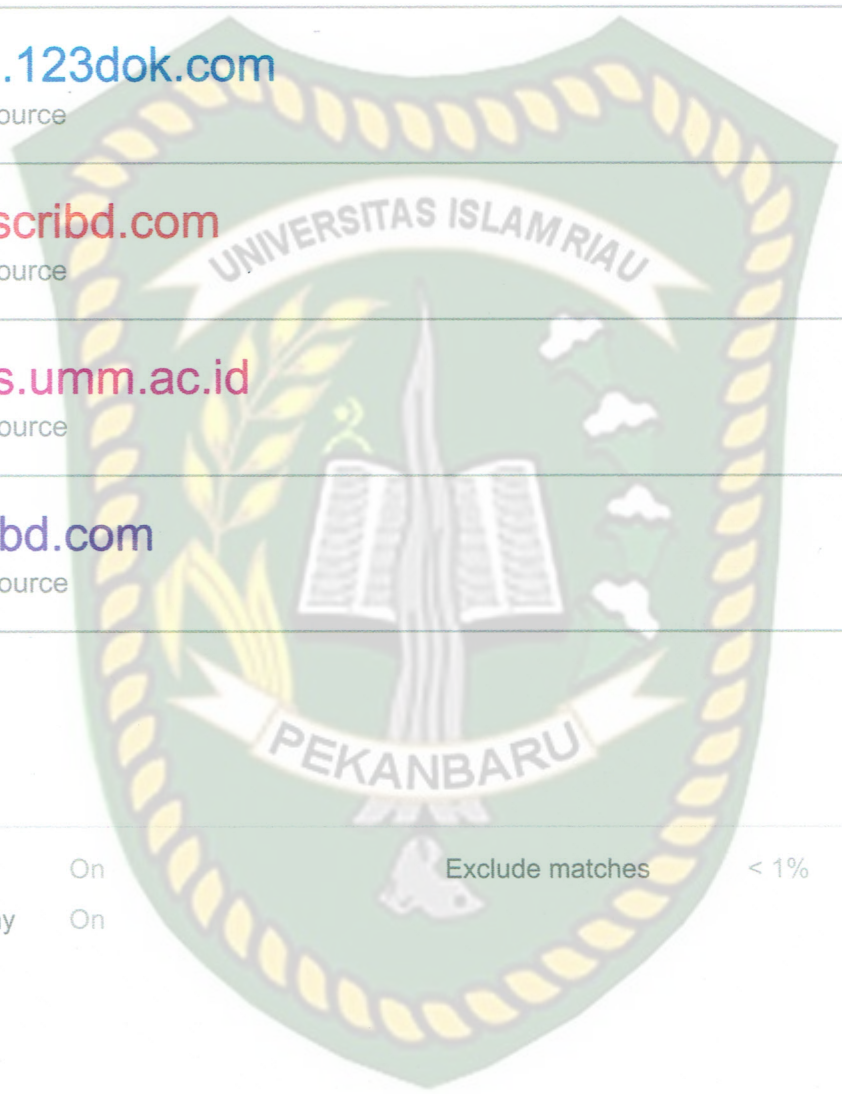 .123dok.com
ource
scribd.com
ource
UNIVERSITAS ISLAM RIAU
s.umm.ac.id
ource
bd.com
ource
PEKANBARU
On Exclude matches < 1%
y On